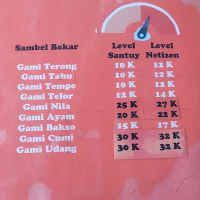 Sambel Bakar Level Santuy Level Netizen
Gami Terong 10 K 12 K
Gami Tahu 10 K 12 K
Gami Tempe 10 K 12 K
Gami Telor 12 K 14 K
Gami Nila 25 K 27 K
Gami Ayam 20 K 22 K
Gami Bakso 15 K 17 K
Gami Cumi 30 K 32 K
Gami Udang 30 K 32 K